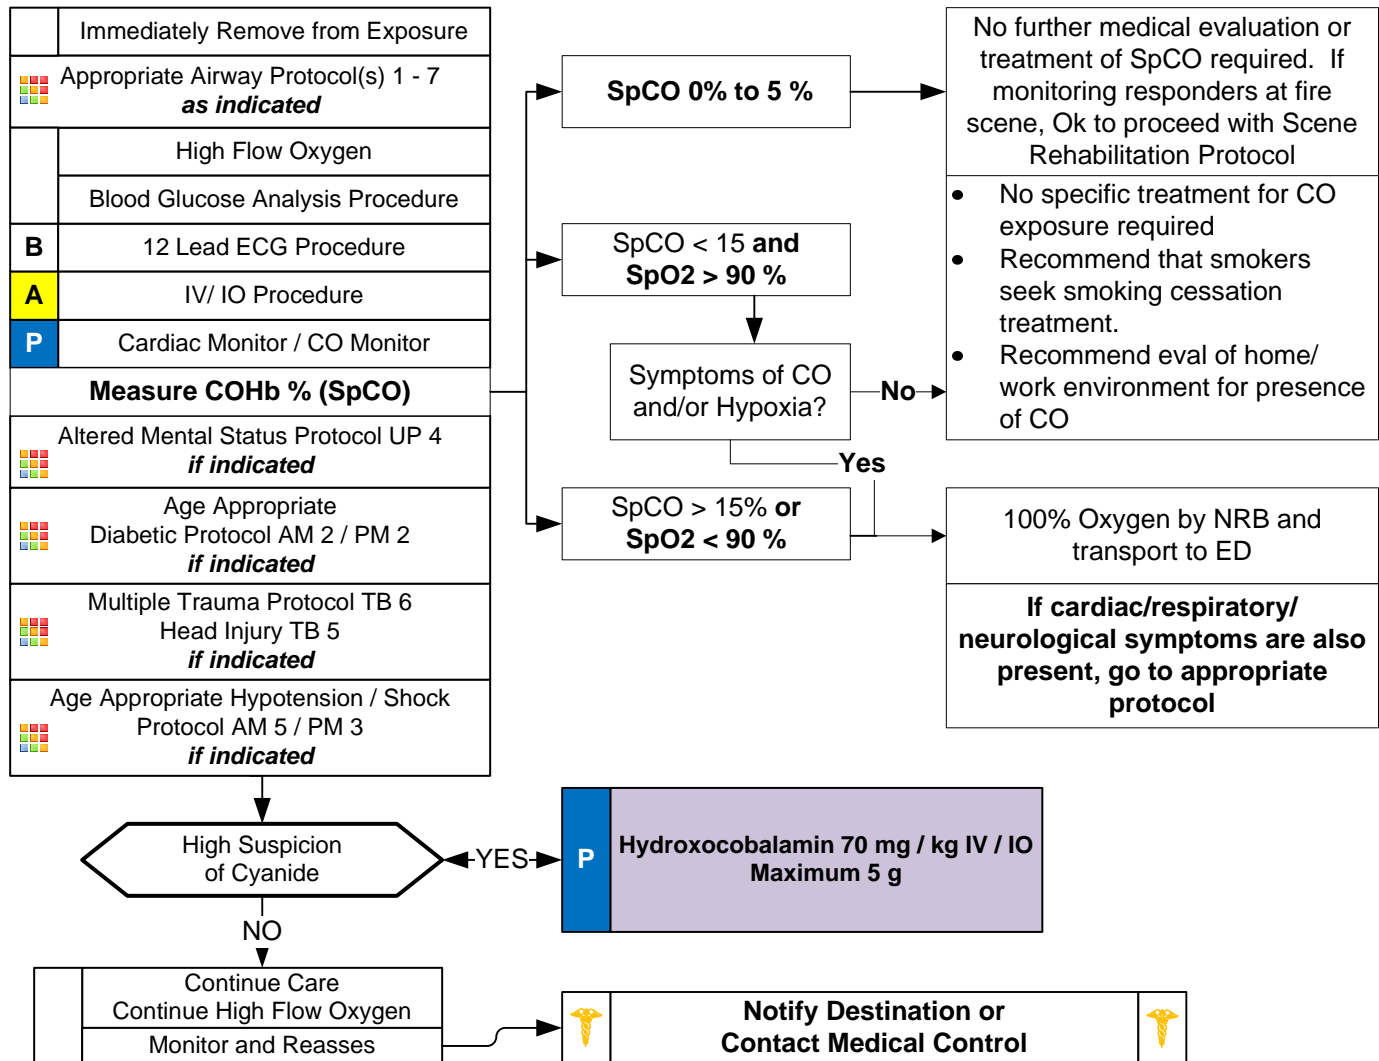 Immediately Remove from Exposure
Appropriate Airway Protocol(s) 1 - 7
as indicated
High Flow Oxygen
Blood Glucose Analysis Procedure
B
12 Lead ECG Procedure
A
IV/ IO Procedure
P
Cardiac Monitor / CO Monitor
Measure COHb % (SpCO)
Altered Mental Status Protocol UP 4
if indicated
Age Appropriate
Diabetic Protocol AM 2 / PM 2
if indicated
Multiple Trauma Protocol TB 6
Head Injury TB 5
if indicated
Age Appropriate Hypotension / Shock
Protocol AM 5 / PM 3
if indicated
SpCO 0% to 5 %
No further medical evaluation or
treatment of SpCO required. If
monitoring responders at fire
scene, Ok to proceed with Scene
Rehabilitation Protocol
SpCO < 15 and
SpO2 > 90 %
Symptoms of CO
and/or Hypoxia?
No
• No specific treatment for CO
exposure required
• Recommend that smokers
seek smoking cessation
treatment.
• Recommend eval of home/
work environment for presence
of CO
Yes
SpCO > 15% or
SpO2 < 90 %
100% Oxygen by NRB and
transport to ED
If cardiac/respiratory/
neurological symptoms are also
present, go to appropriate
protocol
High Suspicion
of Cyanide
YES
P
Hydroxocobalamin 70 mg / kg IV / IO
Maximum 5 g
NO
Continue Care
Continue High Flow Oxygen
Monitor and Reasses
Notify Destination or
Contact Medical Control